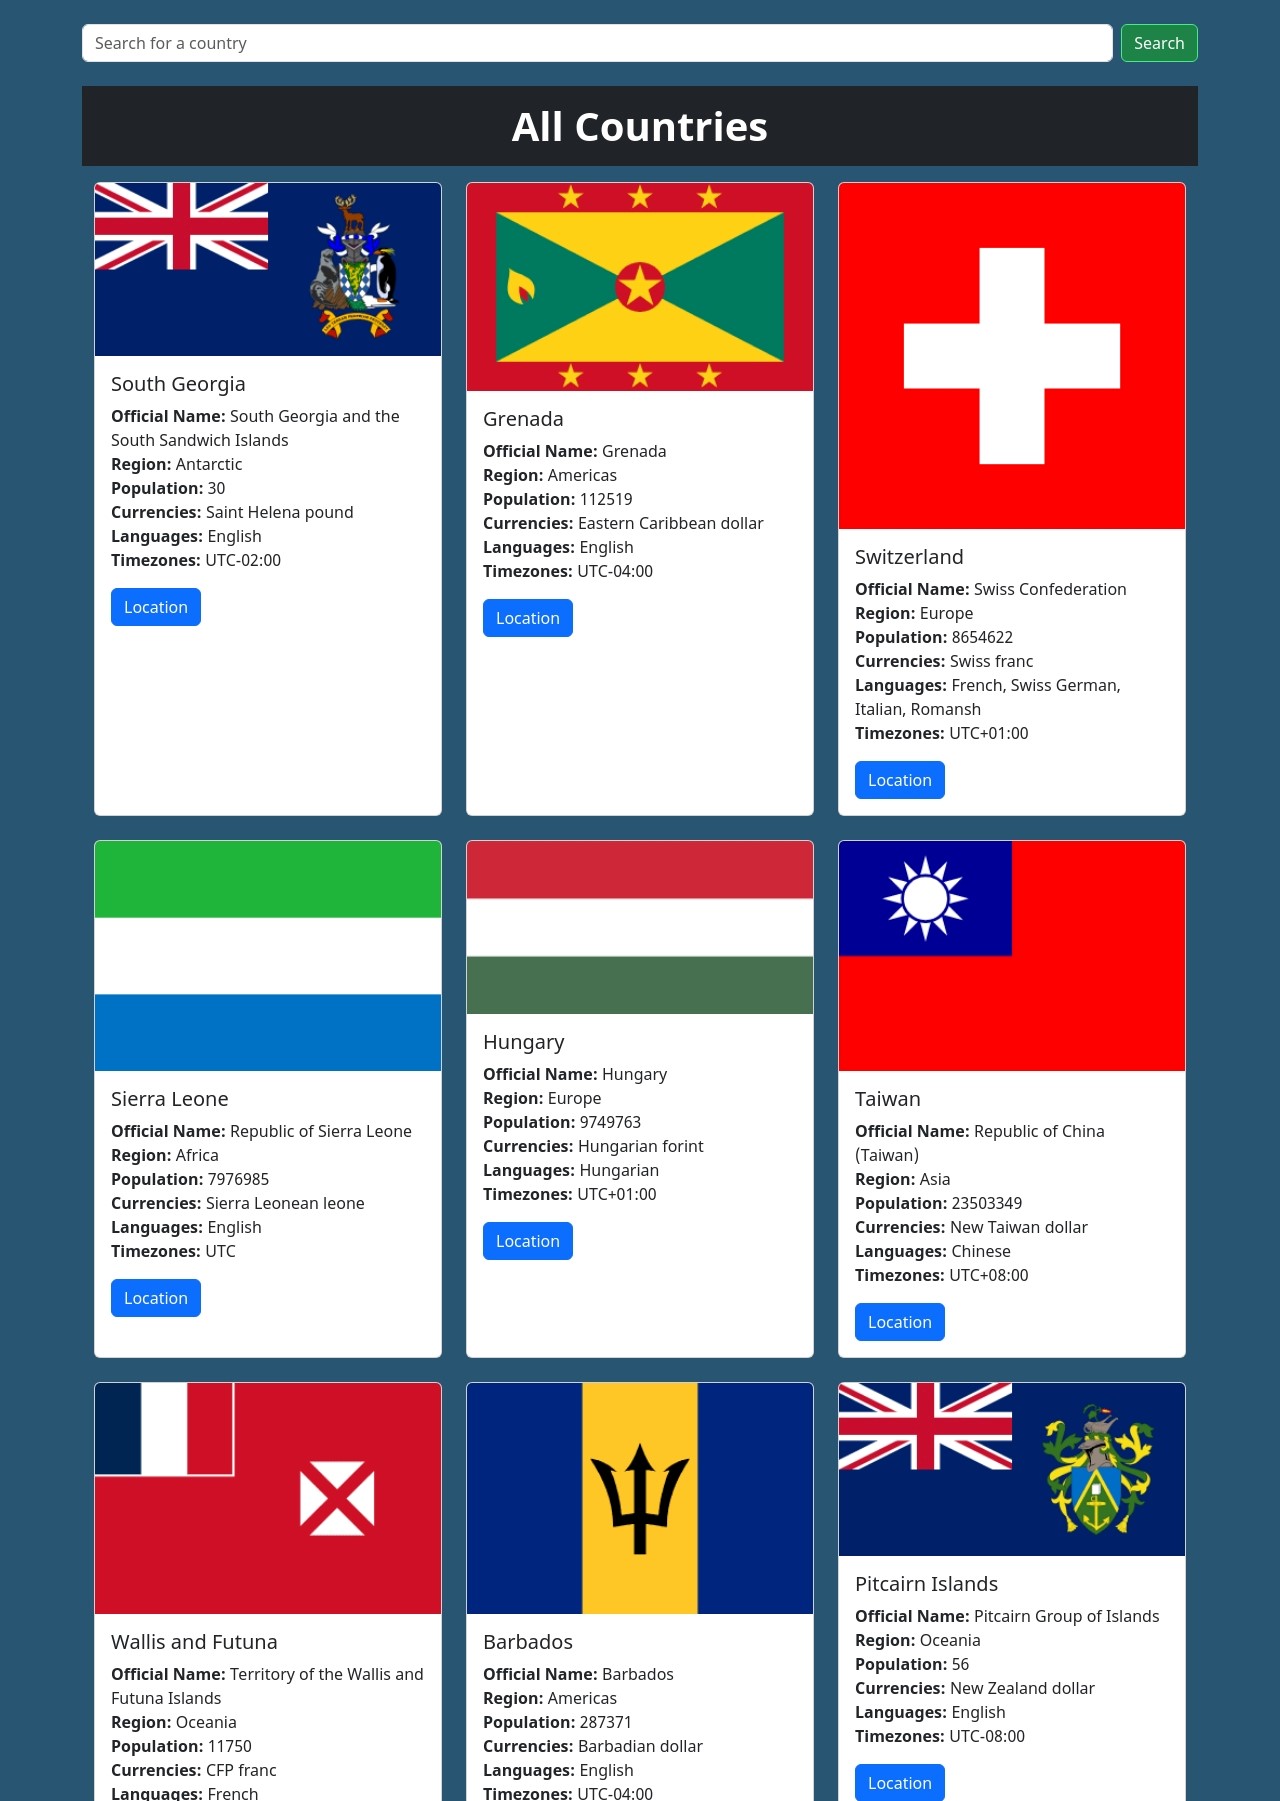 Search for a country
Search
All Countries
South Georgia
Official Name: South Georgia and the
South Sandwich Islands
Region: Antarctic
Population: 30
Currencies: Saint Helena pound
Languages: English
Timezones: UTC-02:00
Location
Grenada
Official Name: Grenada
Region: Americas
Population: 112519
Currencies: Eastern Caribbean dollar
Languages: English
Timezones: UTC-04:00
Location
Switzerland
Official Name: Swiss Confederation
Region: Europe
Population: 8654622
Currencies: Swiss franc
Languages: French, Swiss German,
Italian, Romansh
Timezones: UTC+01:00
Location
Sierra Leone
Official Name: Republic of Sierra Leone
Region: Africa
Population: 7976985
Currencies: Sierra Leonean leone
Languages: English
Timezones: UTC
Location
Hungary
Official Name: Hungary
Region: Europe
Population: 9749763
Currencies: Hungarian forint
Languages: Hungarian
Timezones: UTC+01:00
Location
Taiwan
Official Name: Republic of China
(Taiwan)
Region: Asia
Population: 23503349
Currencies: New Taiwan dollar
Languages: Chinese
Timezones: UTC+08:00
Location
Wallis and Futuna
Official Name: Territory of the Wallis and
Futuna Islands
Region: Oceania
Population: 11750
Currencies: CFP franc
Languages: French
Barbados
Official Name: Barbados
Region: Americas
Population: 287371
Currencies: Barbadian dollar
Languages: English
Timezones: UTC-04:00
Pitcairn Islands
Official Name: Pitcairn Group of Islands
Region: Oceania
Population: 56
Currencies: New Zealand dollar
Languages: English
Timezones: UTC-08:00
Location